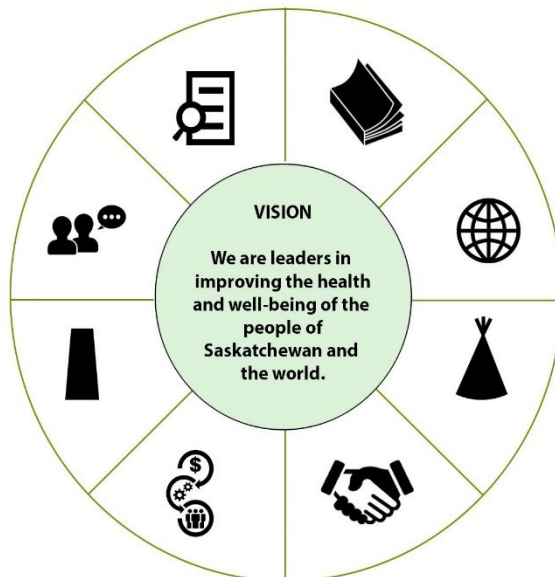 VISION
We are leaders in
improving the health
and well-being of the
people of
Saskatchewan and
the world.
$